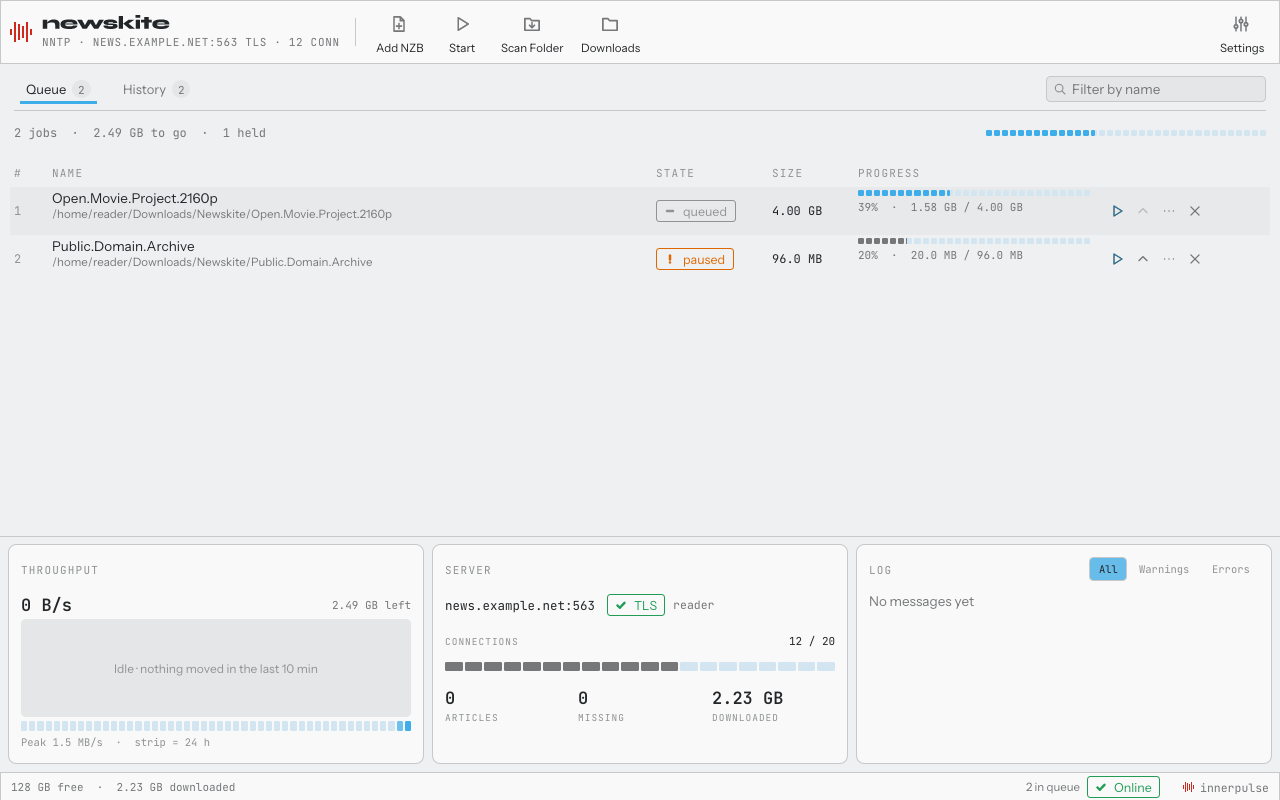 newskite
NNTP · NEWS.EXAMPLE.NET:563 TLS · 12 CONN
Add NZB
Start
Scan Folder
Downloads
Settings
Queue 2
History 2
Filter by name
2 jobs · 2.49 GB to go · 1 held
# NAME STATE SIZE PROGRESS
Open.Movie.Project.2160p
1 /home/reader/Downloads/Newskite/Open.Movie.Project.2160p queued 4.00 GB 39% · 1.58 GB / 4.00 GB
Public.Domain.Archive
2 /home/reader/Downloads/Newskite/Public.Domain.Archive paused 96.0 MB 20% · 20.0 MB / 96.0 MB
THROUGHPUT
0 B/s 2.49 GB left
Idle · nothing moved in the last 10 min
Peak 1.5 MB/s · strip = 24 h
SERVER
news.example.net:563 TLS reader
CONNECTIONS 12 / 20
0 0 2.23 GB
ARTICLES MISSING DOWNLOADED
LOG All Warnings Errors
No messages yet
128 GB free · 2.23 GB downloaded
2 in queue Online innerpulse